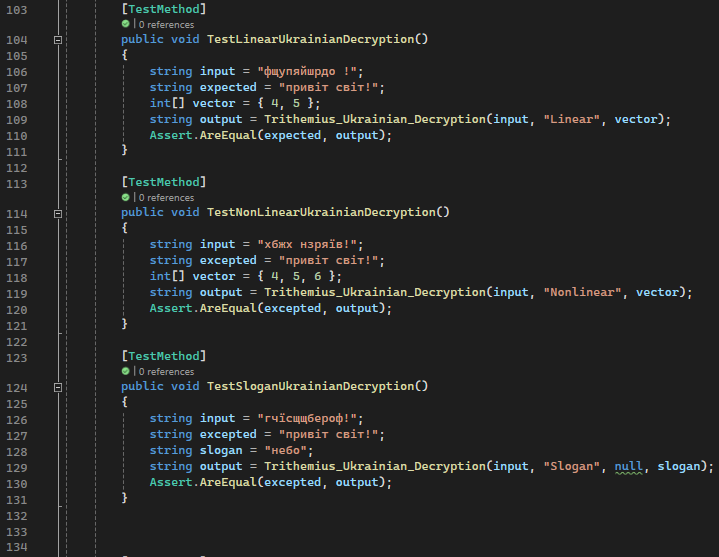 103 [TestMethod]
| 0 references
104 public void TestLinearUkrainianDecryption()
105 {
106 string input = "фщупяйшрдо !";
107 string expected = "привіт світ!";
108 int[] vector = { 4, 5 };
109 string output = Trithemius_Ukrainian_Decryption(input, "Linear", vector);
110 Assert.AreEqual(expected, output);
111 }
112
113 [TestMethod]
| 0 references
114 public void TestNonLinearUkrainianDecryption()
115 {
116 string input = "хбжх нзряїв!";
117 string excepted = "привіт світ!";
118 int[] vector = { 4, 5, 6 };
119 string output = Trithemius_Ukrainian_Decryption(input, "Nonlinear", vector);
120 Assert.AreEqual(excepted, output);
121 }
122
123 [TestMethod]
| 0 references
124 public void TestSloganUkrainianDecryption()
125 {
126 string input = "гчїсщщбероф!";
127 string excepted = "привіт світ!";
128 string slogan = "небо";
129 string output = Trithemius_Ukrainian_Decryption(input, "Slogan", null, slogan);
130 Assert.AreEqual(excepted, output);
131 }
132
133
134